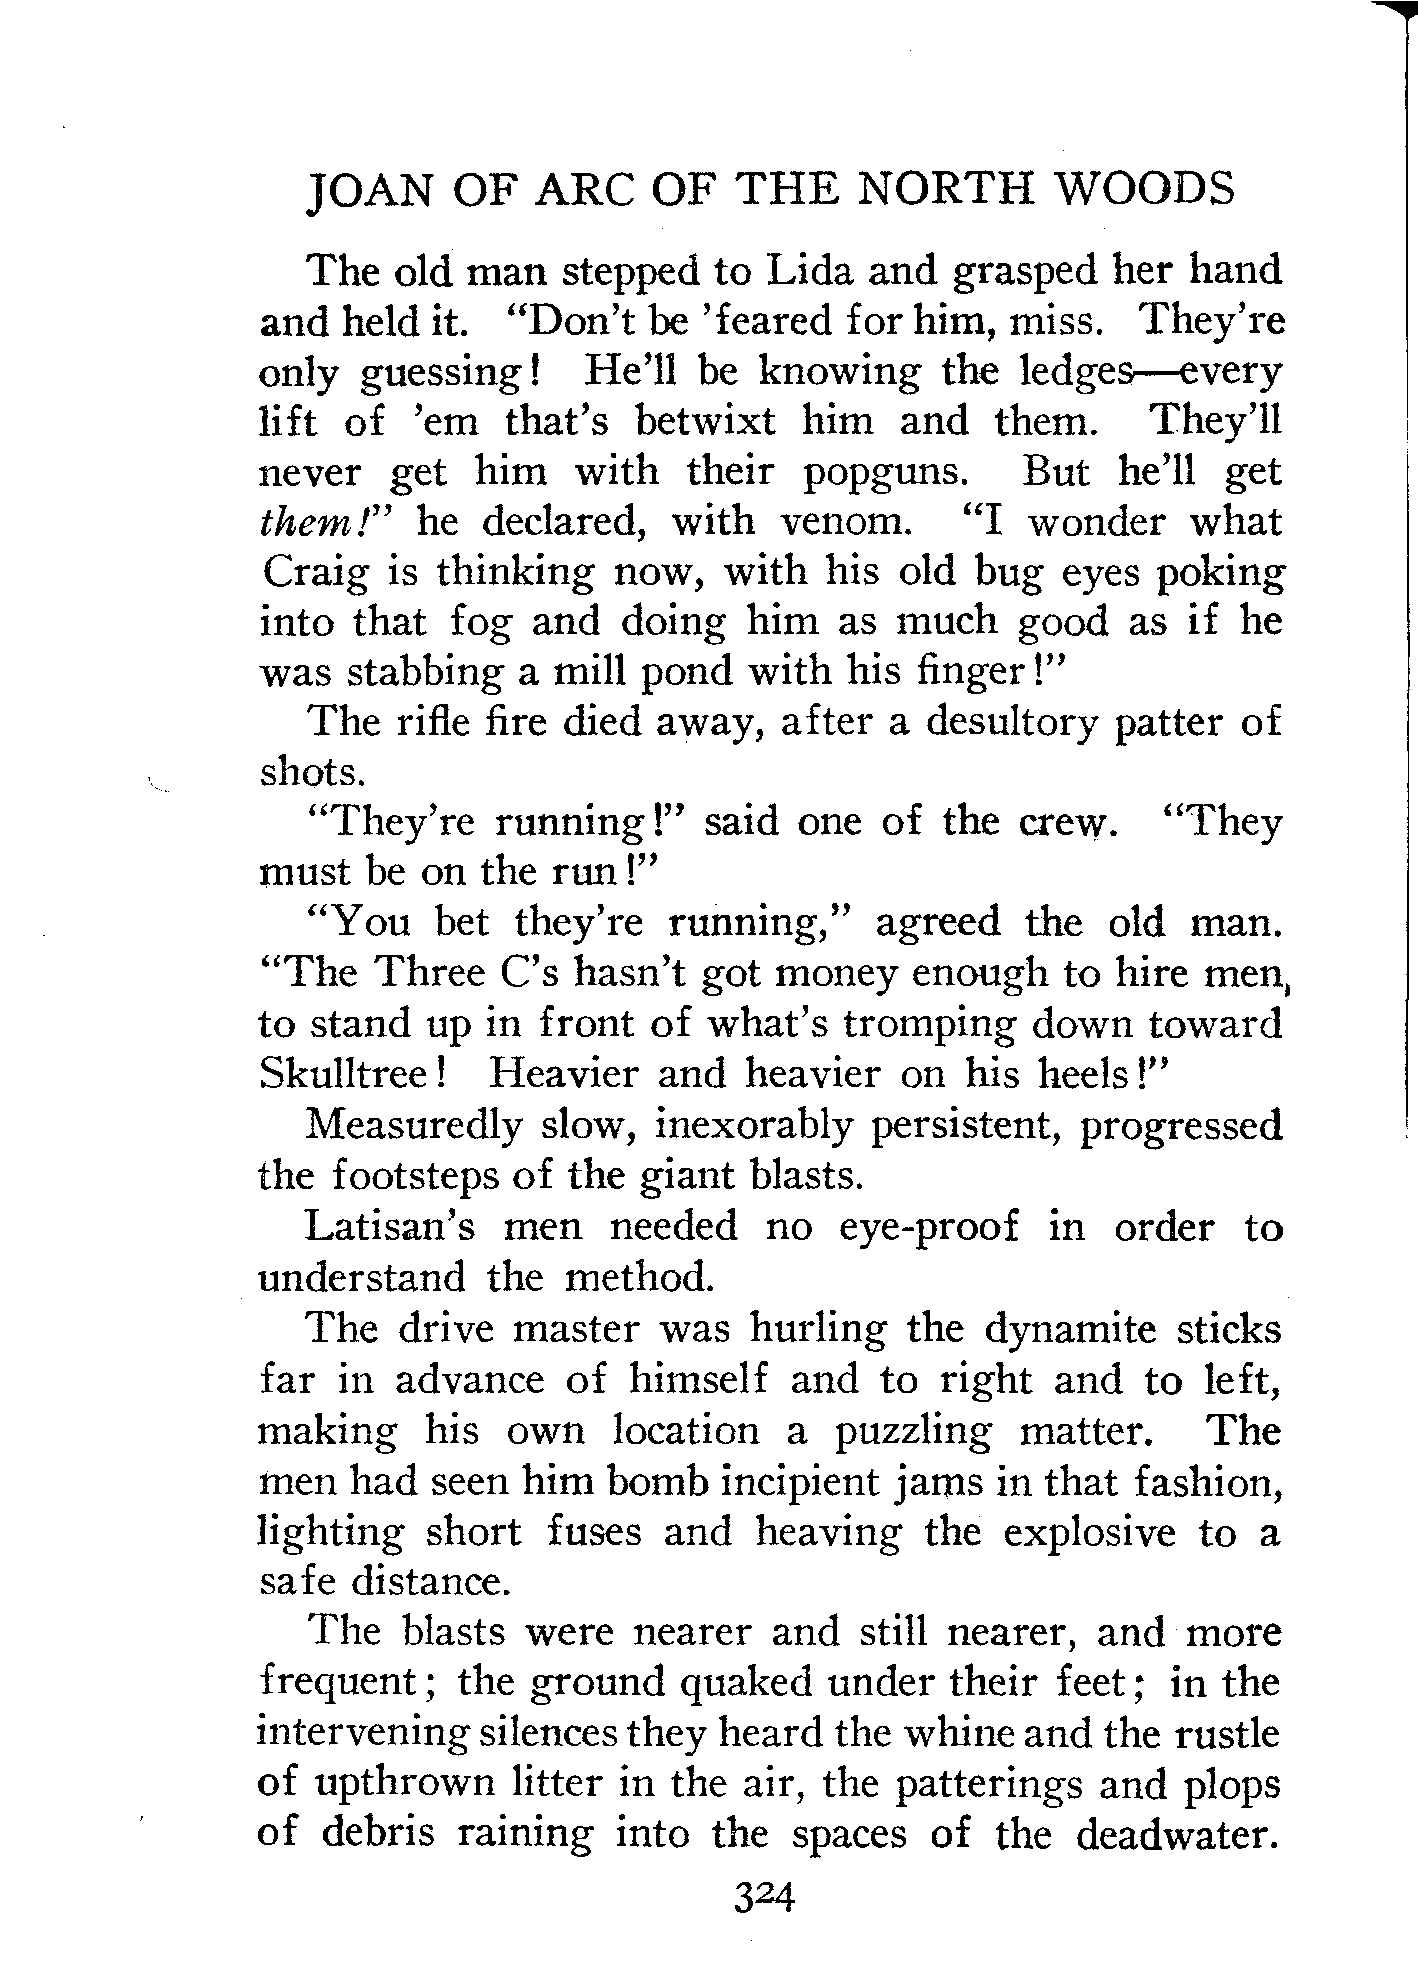 JOAN OF ARC OF THE NORTH WOODS
The old man stepped to Lida and grasped her hand
and held it. “Don't be 'feared for him, miss. They're
only guessing! He'll be knowing the ledges—every
lift of 'em that's betwixt him and them. They'll
never get him with their popguns. But he'll get
them!” he declared, with venom. “I wonder what
Craig is thinking now, with his old bug eyes poking
into that fog and doing him as much good as if he
was stabbing a mill pond with his finger!”
The rifle fire died away, after a desultory patter of
shots.
“They're running!” said one of the crew. “They
must be on the run!”
“You bet they're running,” agreed the old man.
“The Three C's hasn't got money enough to hire men,
to stand up in front of what's tromping down toward
Skulltree! Heavier and heavier on his heels!”
Measuredly slow, inexorably persistent, progressed
the footsteps of the giant blasts.
Latisan's men needed no eye-proof in order to
understand the method.
The drive master was hurling the dynamite sticks
far in advance of himself and to right and to left,
making his own location a puzzling matter. The
men had seen him bomb incipient jams in that fashion,
lighting short fuses and heaving the explosive to a
safe distance.
The blasts were nearer and still nearer, and more
frequent; the ground quaked under their feet; in the
intervening silences they heard the whine and the rustle
of upthrown litter in the air, the patterings and plops
of debris raining into the spaces of the deadwater.
324